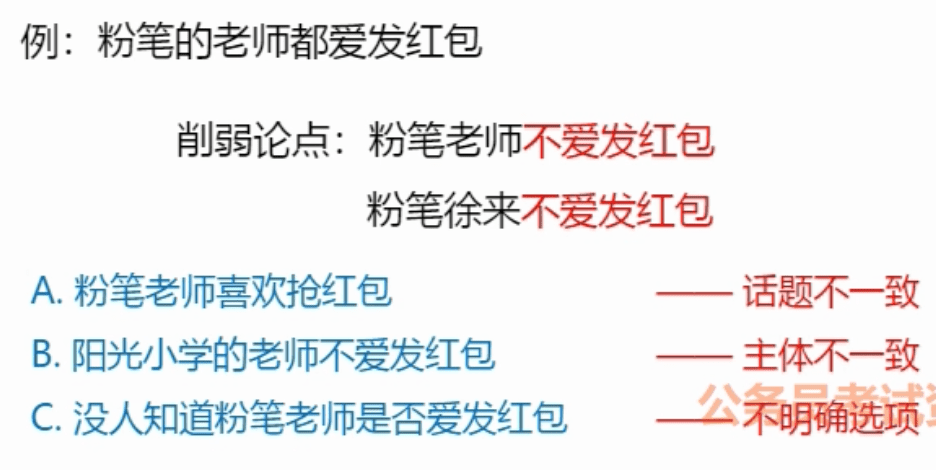 例：粉笔的老师都爱发红包
削弱论点：粉笔老师不爱发红包
粉笔徐来不爱发红包
A. 粉笔老师喜欢抢红包 —— 话题不一致
B. 阳光小学的老师不爱发红包 —— 主体不一致
C. 没人知道粉笔老师是否爱发红包 —— 不明确选项
公务员考试资